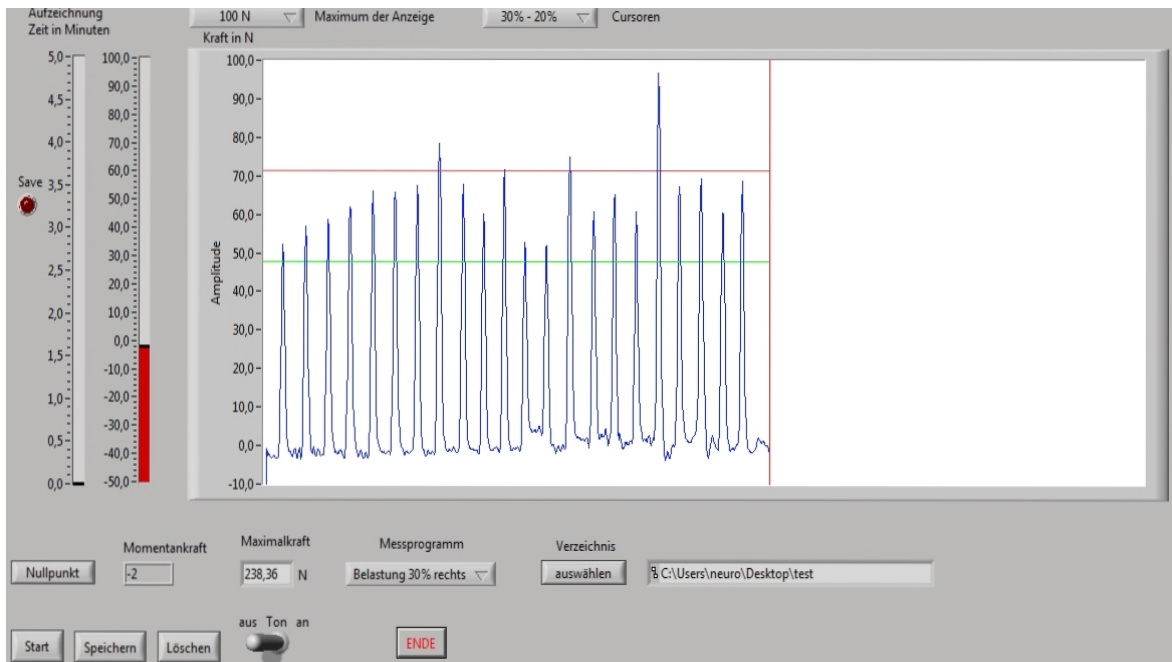 Aufzeichnung
Zeit in Minuten
100 N
Maximum der Anzeige
30% - 20%
Cursoren
Kraft in N
5,0
4,5
4,0
3,5
3,0
2,5
2,0
1,5
1,0
0,5
0,0
Save
100,0
90,0
80,0
70,0
60,0
50,0
40,0
30,0
20,0
10,0
0,0
-10,0
-20,0
-30,0
-40,0
-50,0
Amplitude
100,0
90,0
80,0
70,0
60,0
50,0
40,0
30,0
20,0
10,0
0,0
-10,0
Nullpunkt
Momentankraft
-2
Maximalkraft
238,36 N
Messprogramm
Belastung 30% rechts
Verzeichnis
auswählen
C:\Users\neuro\Desktop\test
Start
Speichern
Löschen
aus Ton an
ENDE